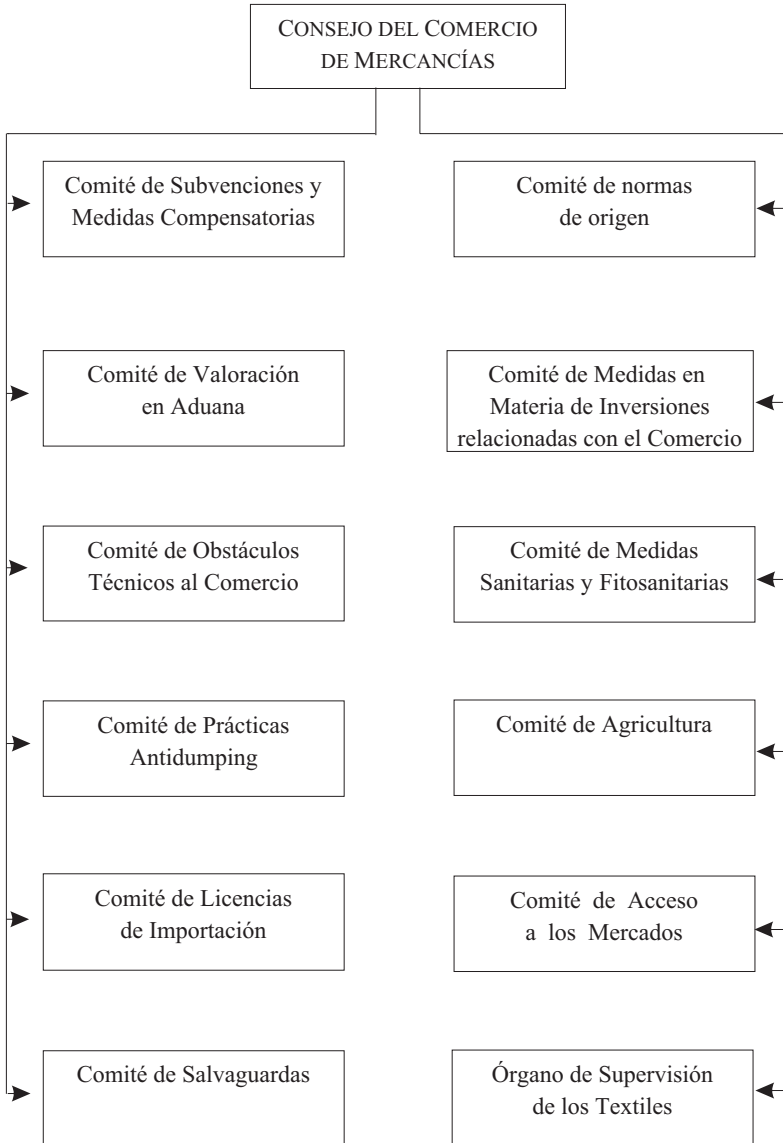 CONSEJO DEL COMERCIO
DE MERCANCÍAS
Comité de Subvenciones y
Medidas Compensatorias
Comité de normas
de origen
Comité de Valoración
en Aduana
Comité de Medidas en
Materia de Inversiones
relacionadas con el Comercio
Comité de Obstáculos
Técnicos al Comercio
Comité de Medidas
Sanitarias y Fitosanitarias
Comité de Prácticas
Antidumping
Comité de Agricultura
Comité de Licencias
de Importación
Comité de Acceso
a los Mercados
Comité de Salvaguardas
Órgano de Supervisión
de los Textiles